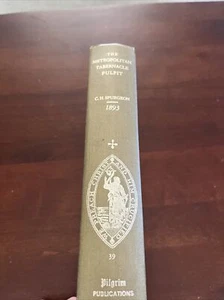 THE
METROPOLITAN
TABERNACLE
PULPIT
C. H. SPURGEON
1893
39
Pilgrim
PUBLICATIONS